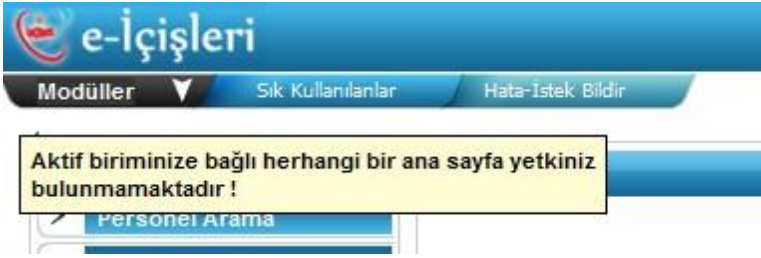 e-İçişleri
Modüller
Sık Kullanılanlar
Hata-İstek Bildir
Aktif biriminize bağlı herhangi bir ana sayfa yetkiniz
bulunmamaktadır !
Personel Arama